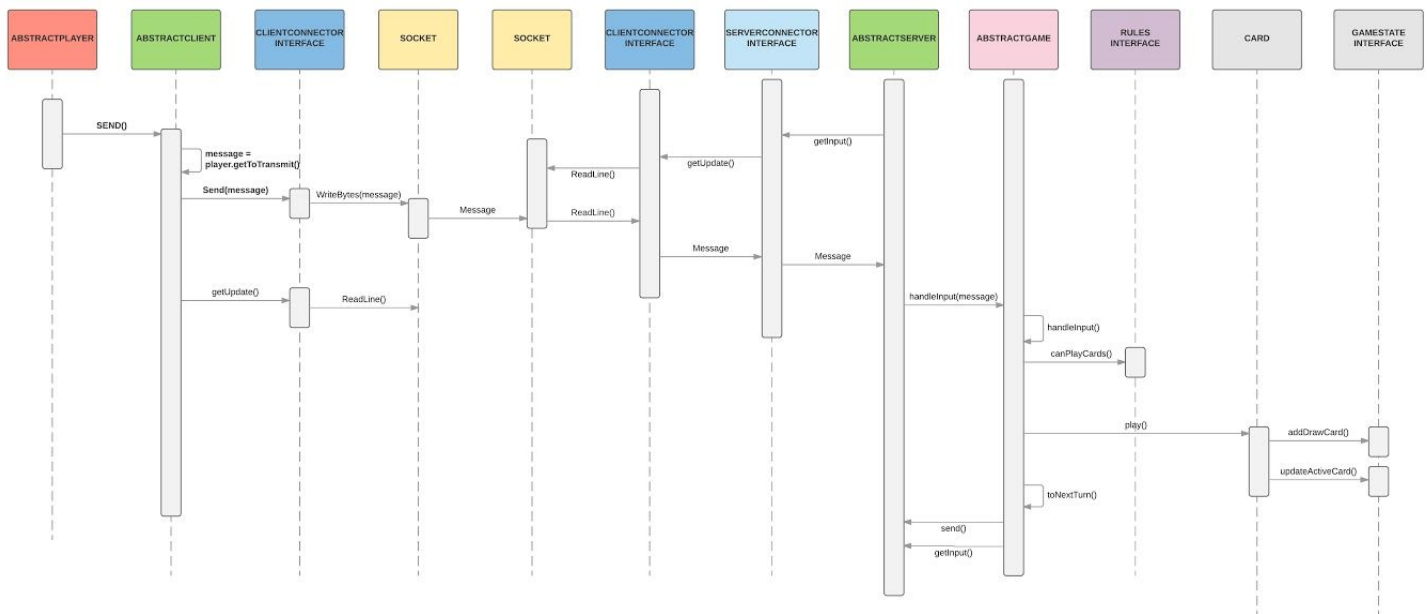 ABSTRACTPLAYER
ABSTRACTCLIENT
CLIENTCONNECTOR
INTERFACE
SOCKET
SOCKET
CLIENTCONNECTOR
INTERFACE
SERVERCONNECTOR
INTERFACE
ABSTRACTSERVER
ABSTRACTGAME
RULES
INTERFACE
CARD
GAMESTATE
INTERFACE
SEND()
getInput()
message =
player.getToTransmit()
getUpdate()
ReadLine()
Send(message)
WriteBytes(message)
Message
ReadLine()
Message
Message
getUpdate()
ReadLine()
handleInput(message)
handleInput()
canPlayCards()
play()
addDrawCard()
updateActiveCard()
toNextTurn()
send()
getInput()